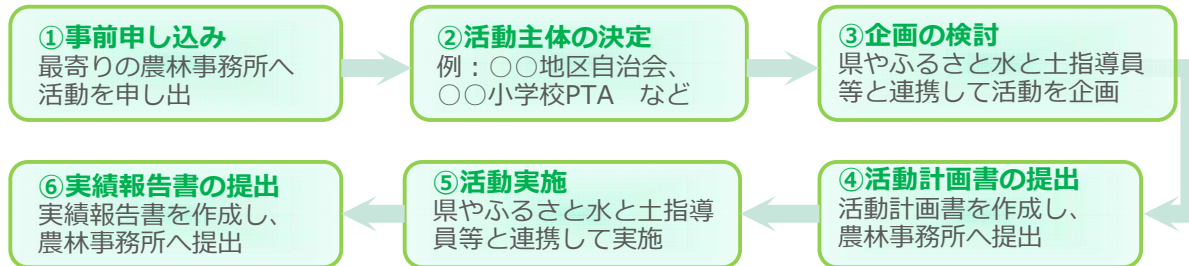 ①事前申し込み
最寄りの農林事務所へ
活動を申し出
②活動主体の決定
例：○○地区自治会、
○○小学校PTA　など
③企画の検討
県やふるさと水と土指導員
等と連携して活動を企画
④活動計画書の提出
活動計画書を作成し、
農林事務所へ提出
⑤活動実施
県やふるさと水と土指導
員等と連携して実施
⑥実績報告書の提出
実績報告書を作成し、
農林事務所へ提出